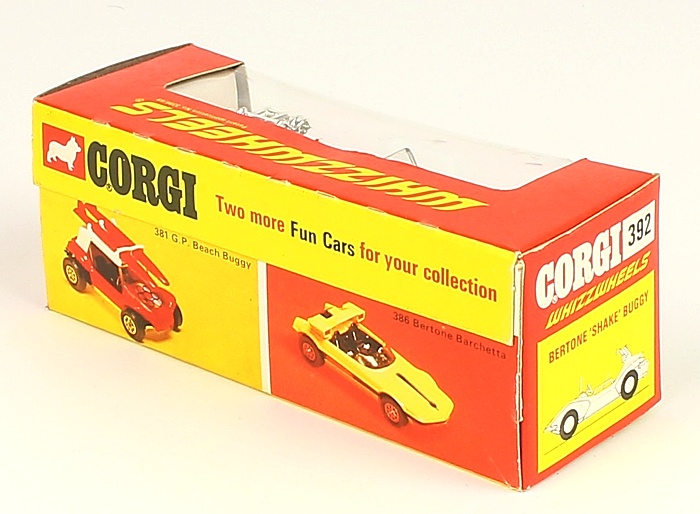 WHIZZWHEELS
CORGI
®
Two more Fun Cars for your collection
381 G.P. Beach Buggy
386 Bertone Barchetta
CORGI 392
®
WHIZZWHEELS
BERTONE 'SHAKE' BUGGY